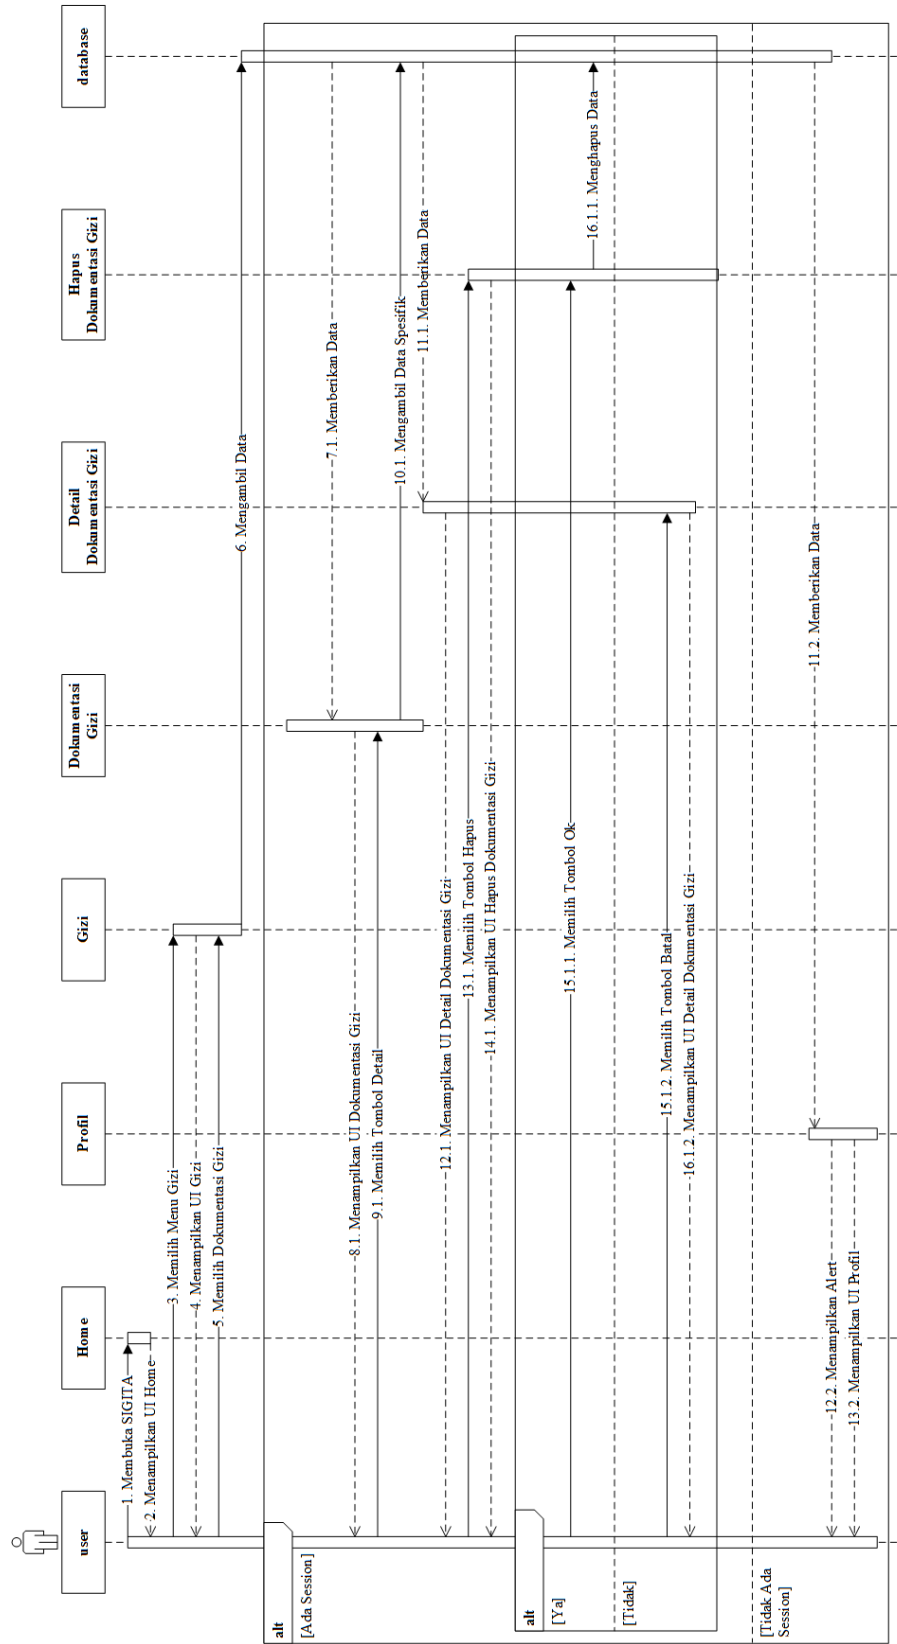 user
Home
Profil
Gizi
Dokumentasi
Gizi
Detail
Dokumentasi Gizi
Hapus
Dokumentasi Gizi
database
1. Membuka SIGITA
2. Menampilkan UI Home
3. Memilih Menu Gizi
4. Menampilkan UI Gizi
5. Memilih Dokumentasi Gizi
6. Mengambil Data
alt
[Ada Session]
7.1. Memberikan Data
8.1. Menampilkan UI Dokumentasi Gizi
9.1. Memilih Tombol Detail
10.1. Mengambil Data Spesifik
11.1. Memberikan Data
12.1. Menampilkan UI Detail Dokumentasi Gizi
13.1. Memilih Tombol Hapus
14.1. Menampilkan UI Hapus Dokumentasi Gizi
alt
[Ya]
15.1.1. Memilih Tombol Ok
16.1.1. Menghapus Data
[Tidak]
15.1.2. Memilih Tombol Batal
16.1.2. Menampilkan UI Detail Dokumentasi Gizi
[Tidak Ada
Session]
11.2. Memberikan Data
12.2. Menampilkan Alert
13.2. Menampilkan UI Profil